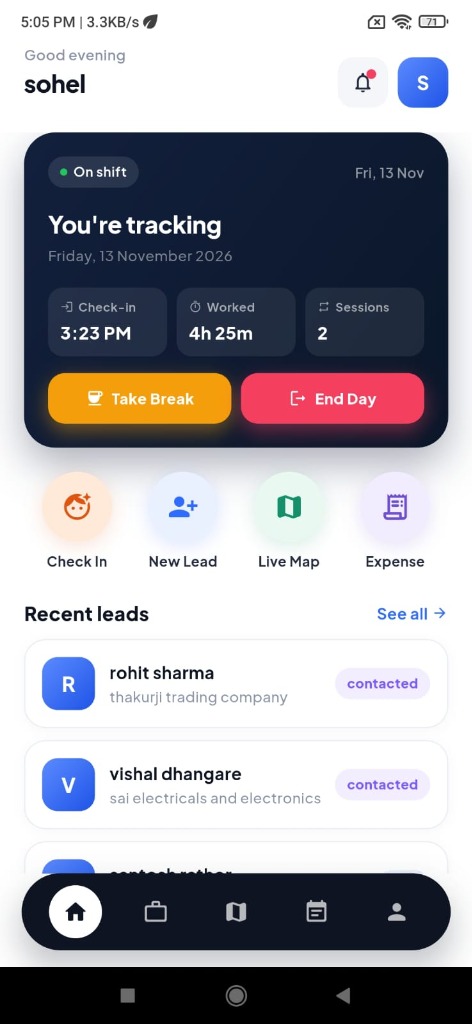 5:05 PM | 3.3KB/s
71
Good evening
sohel
S
On shift
Fri, 13 Nov
You're tracking
Friday, 13 November 2026
Check-in
Worked
Sessions
3:23 PM
4h 25m
2
Take Break
End Day
Check In
New Lead
Live Map
Expense
Recent leads
See all
R
rohit sharma
thakurji trading company
contacted
V
vishal dhangare
sai electricals and electronics
contacted